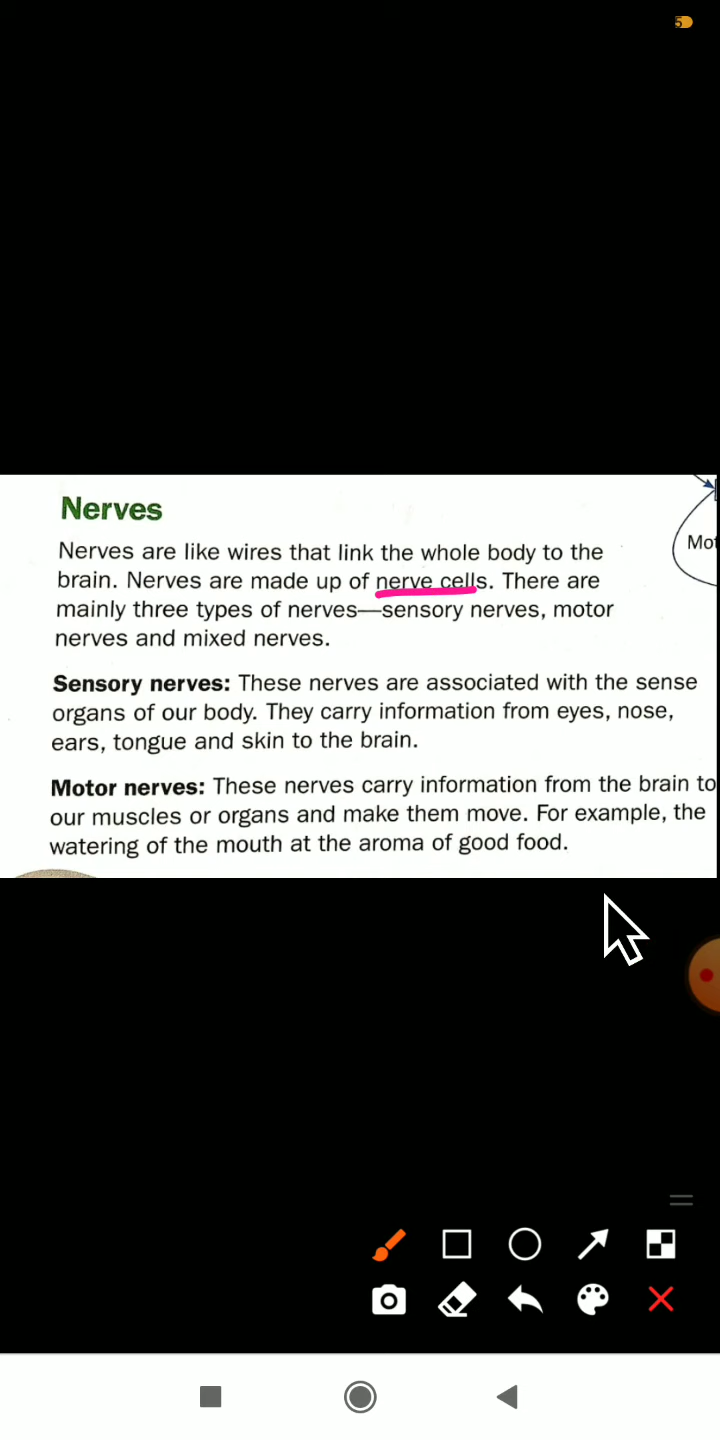 5
Nerves
Nerves are like wires that link the whole body to the
brain. Nerves are made up of nerve cells. There are
mainly three types of nerves—sensory nerves, motor
nerves and mixed nerves.
Sensory nerves: These nerves are associated with the sense
organs of our body. They carry information from eyes, nose,
ears, tongue and skin to the brain.
Motor nerves: These nerves carry information from the brain to
our muscles or organs and make them move. For example, the
watering of the mouth at the aroma of good food.